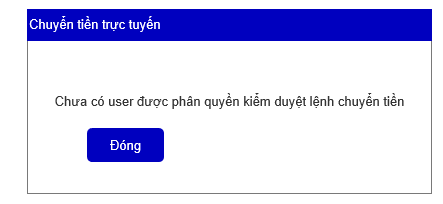 Chuyển tiền trực tuyến
Chưa có user được phân quyền kiểm duyệt lệnh chuyển tiền
Đóng